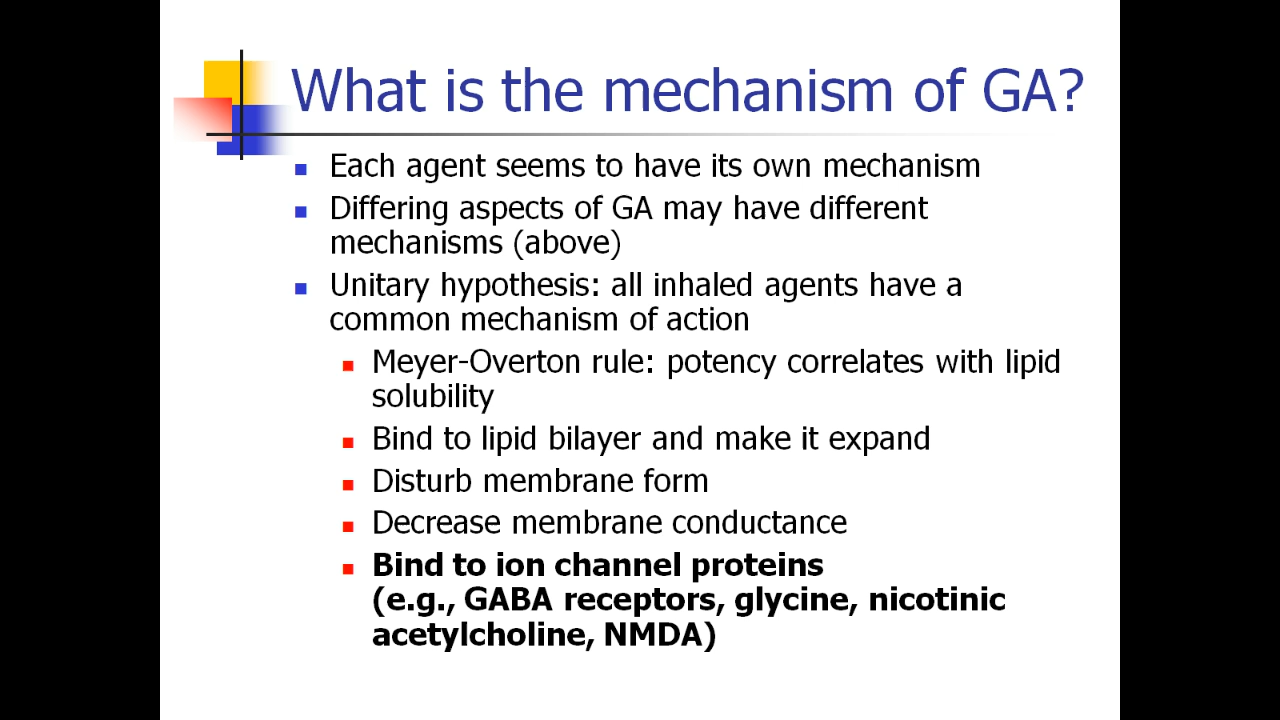 What is the mechanism of GA?
Each agent seems to have its own mechanism
Differing aspects of GA may have different
mechanisms (above)
Unitary hypothesis: all inhaled agents have a
common mechanism of action
Meyer-Overton rule: potency correlates with lipid
solubility
Bind to lipid bilayer and make it expand
Disturb membrane form
Decrease membrane conductance
Bind to ion channel proteins
(e.g., GABA receptors, glycine, nicotinic
acetylcholine, NMDA)